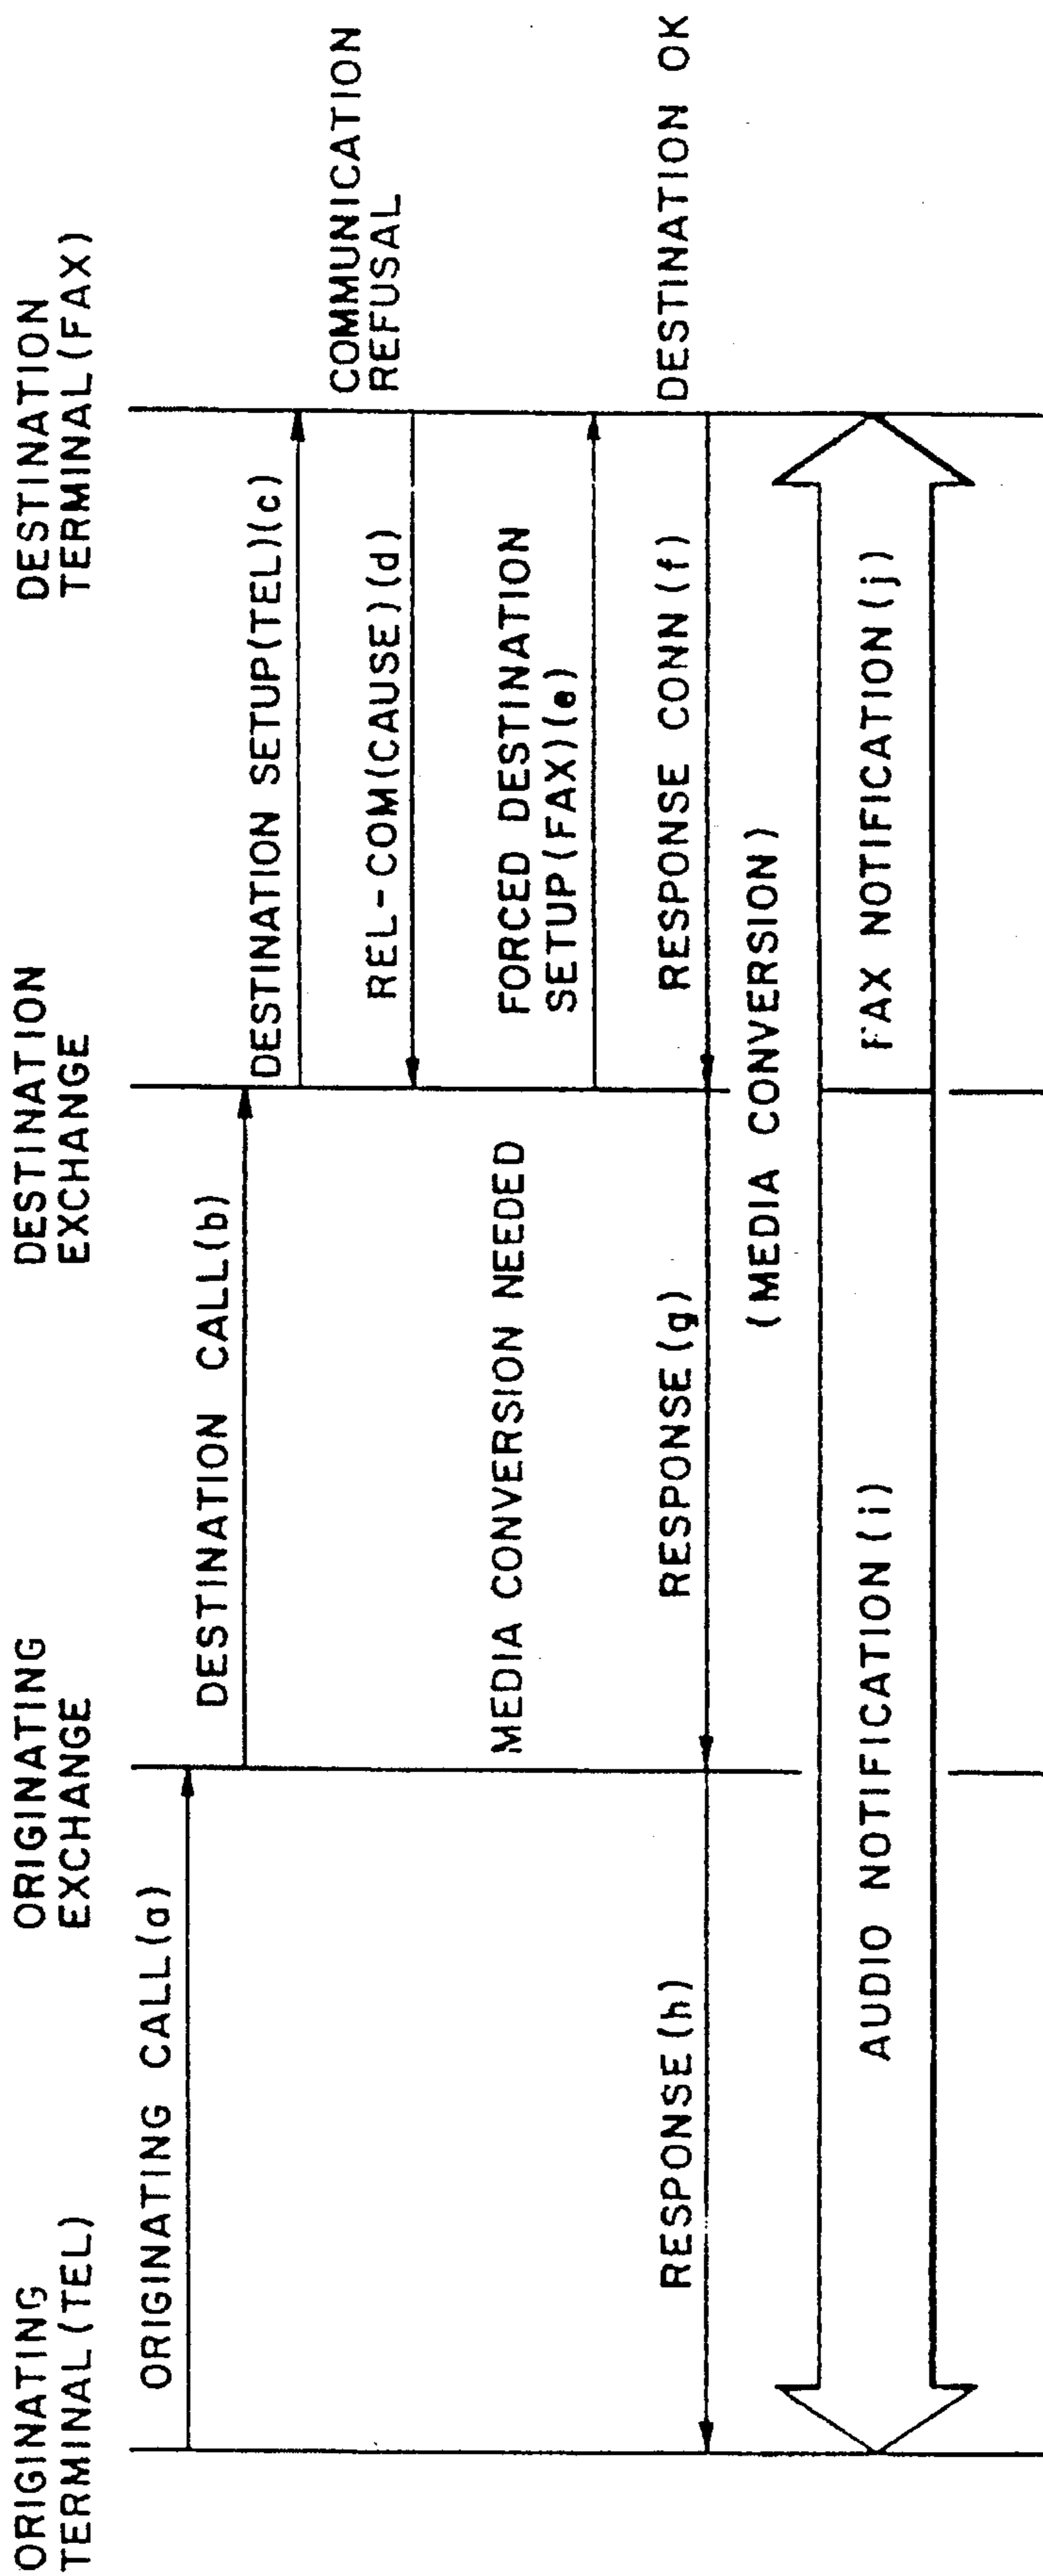 ORIGINATING
TERMINAL (TEL)
ORIGINATING
EXCHANGE
DESTINATION
EXCHANGE
DESTINATION
TERMINAL (FAX)
ORIGINATING CALL (a)
DESTINATION CALL (b)
DESTINATION SETUP (TEL) (c)
COMMUNICATION
REFUSAL
REL-COM (CAUSE) (d)
MEDIA CONVERSION NEEDED
FORCED DESTINATION
SETUP (FAX) (e)
RESPONSE (h)
RESPONSE (g)
RESPONSE CONN (f)
DESTINATION OK
(MEDIA CONVERSION)
AUDIO NOTIFICATION (i)
FAX NOTIFICATION (j)